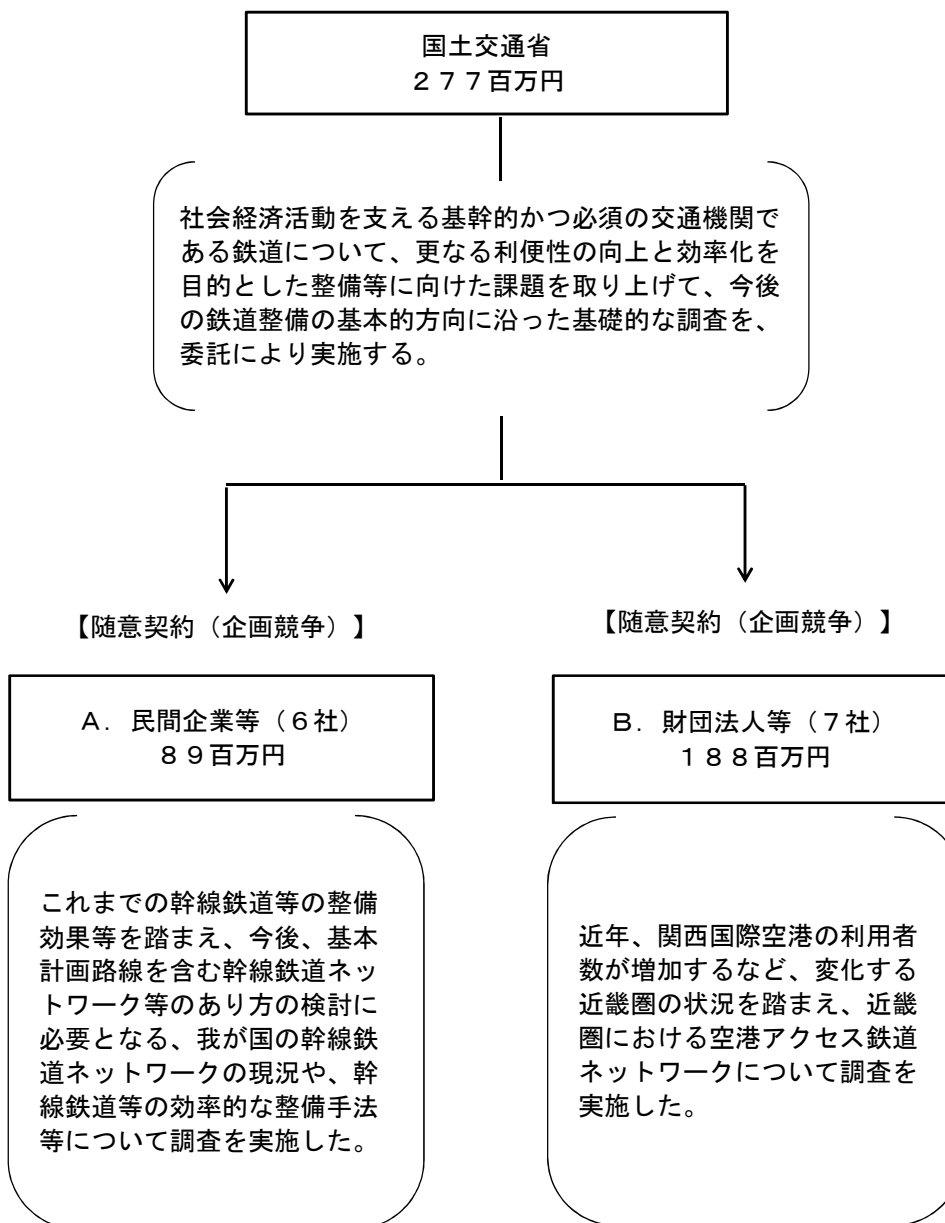 国土交通省
２７７百万円
社会経済活動を支える基幹的かつ必須の交通機関で
ある鉄道について、更なる利便性の向上と効率化を
目的とした整備等に向けた課題を取り上げて、今後
の鉄道整備の基本的方向に沿った基礎的な調査を、
委託により実施する。
【随意契約（企画競争）】
Ａ．民間企業等（６社）
８９百万円
これまでの幹線鉄道等の整備
効果等を踏まえ、今後、基本
計画路線を含む幹線鉄道ネッ
トワーク等のあり方の検討に
必要となる、我が国の幹線鉄
道ネットワークの現況や、幹
線鉄道等の効率的な整備手法
等について調査を実施した。
【随意契約（企画競争）】
Ｂ．財団法人等（７社）
１８８百万円
近年、関西国際空港の利用者
数が増加するなど、変化する
近畿圏の状況を踏まえ、近畿
圏における空港アクセス鉄道
ネットワークについて調査を
実施した。